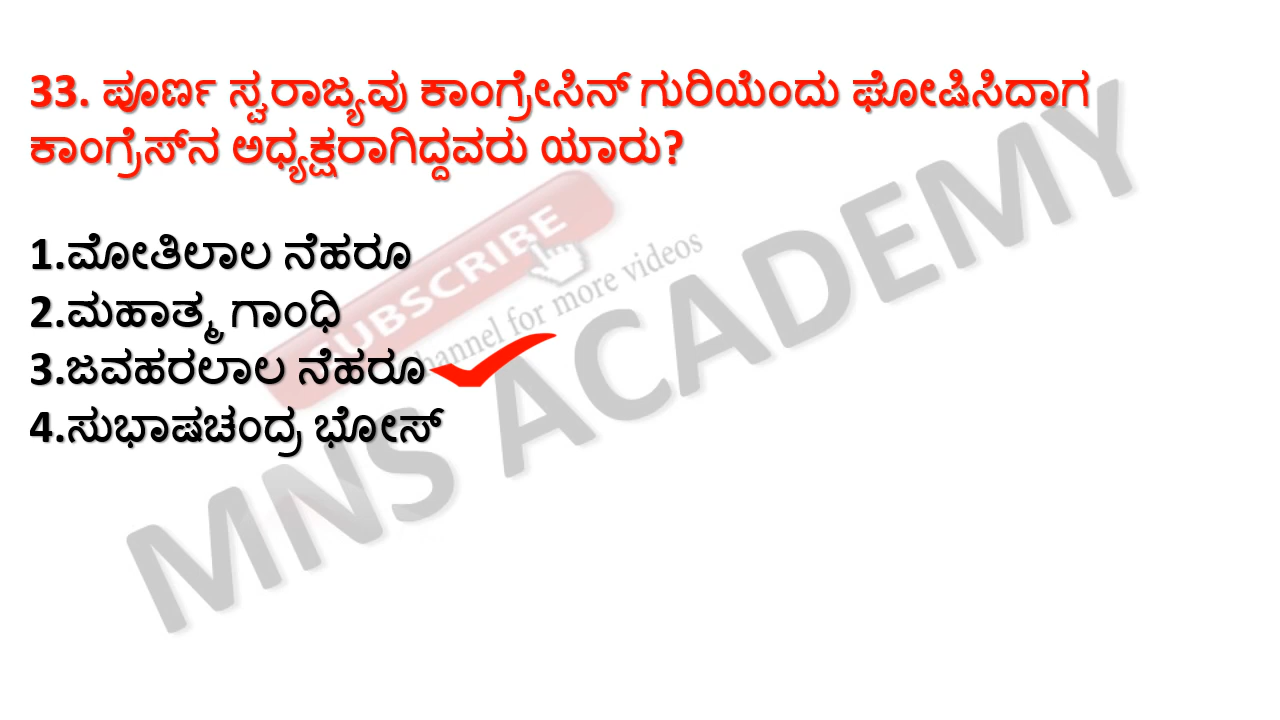 33. ಪೂರ್ಣ ಸ್ವರಾಜ್ಯವು ಕಾಂಗ್ರೇಸಿನ್ ಗುರಿಯೆಂದು ಘೋಷಿಸಿದಾಗ
ಕಾಂಗ್ರೆಸ್‌ನ ಅಧ್ಯಕ್ಷರಾಗಿದ್ದವರು ಯಾರು?
1.ಮೋತಿಲಾಲ ನೆಹರೂ
2.ಮಹಾತ್ಮ ಗಾಂಧಿ
3.ಜವಹರಲಾಲ ನೆಹರೂ
4.ಸುಭಾಷಚಂದ್ರ ಭೋಸ್
SUBSCRIBE
channel for more videos
MNS ACADEMY